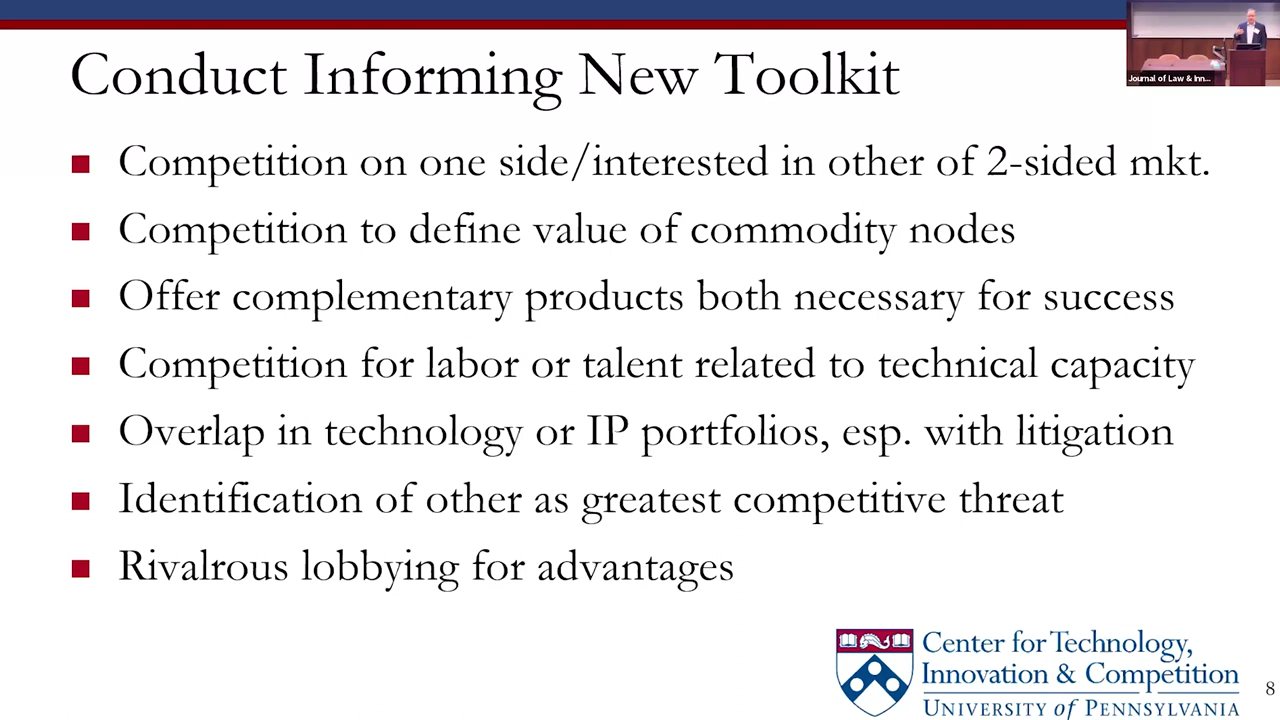 Conduct Informing New Toolkit
Journal of Law & Inn...
Competition on one side/interested in other of 2-sided mkt.
Competition to define value of commodity nodes
Offer complementary products both necessary for success
Competition for labor or talent related to technical capacity
Overlap in technology or IP portfolios, esp. with litigation
Identification of other as greatest competitive threat
Rivalrous lobbying for advantages
Center for Technology,
Innovation & Competition
UNIVERSITY of PENNSYLVANIA
8